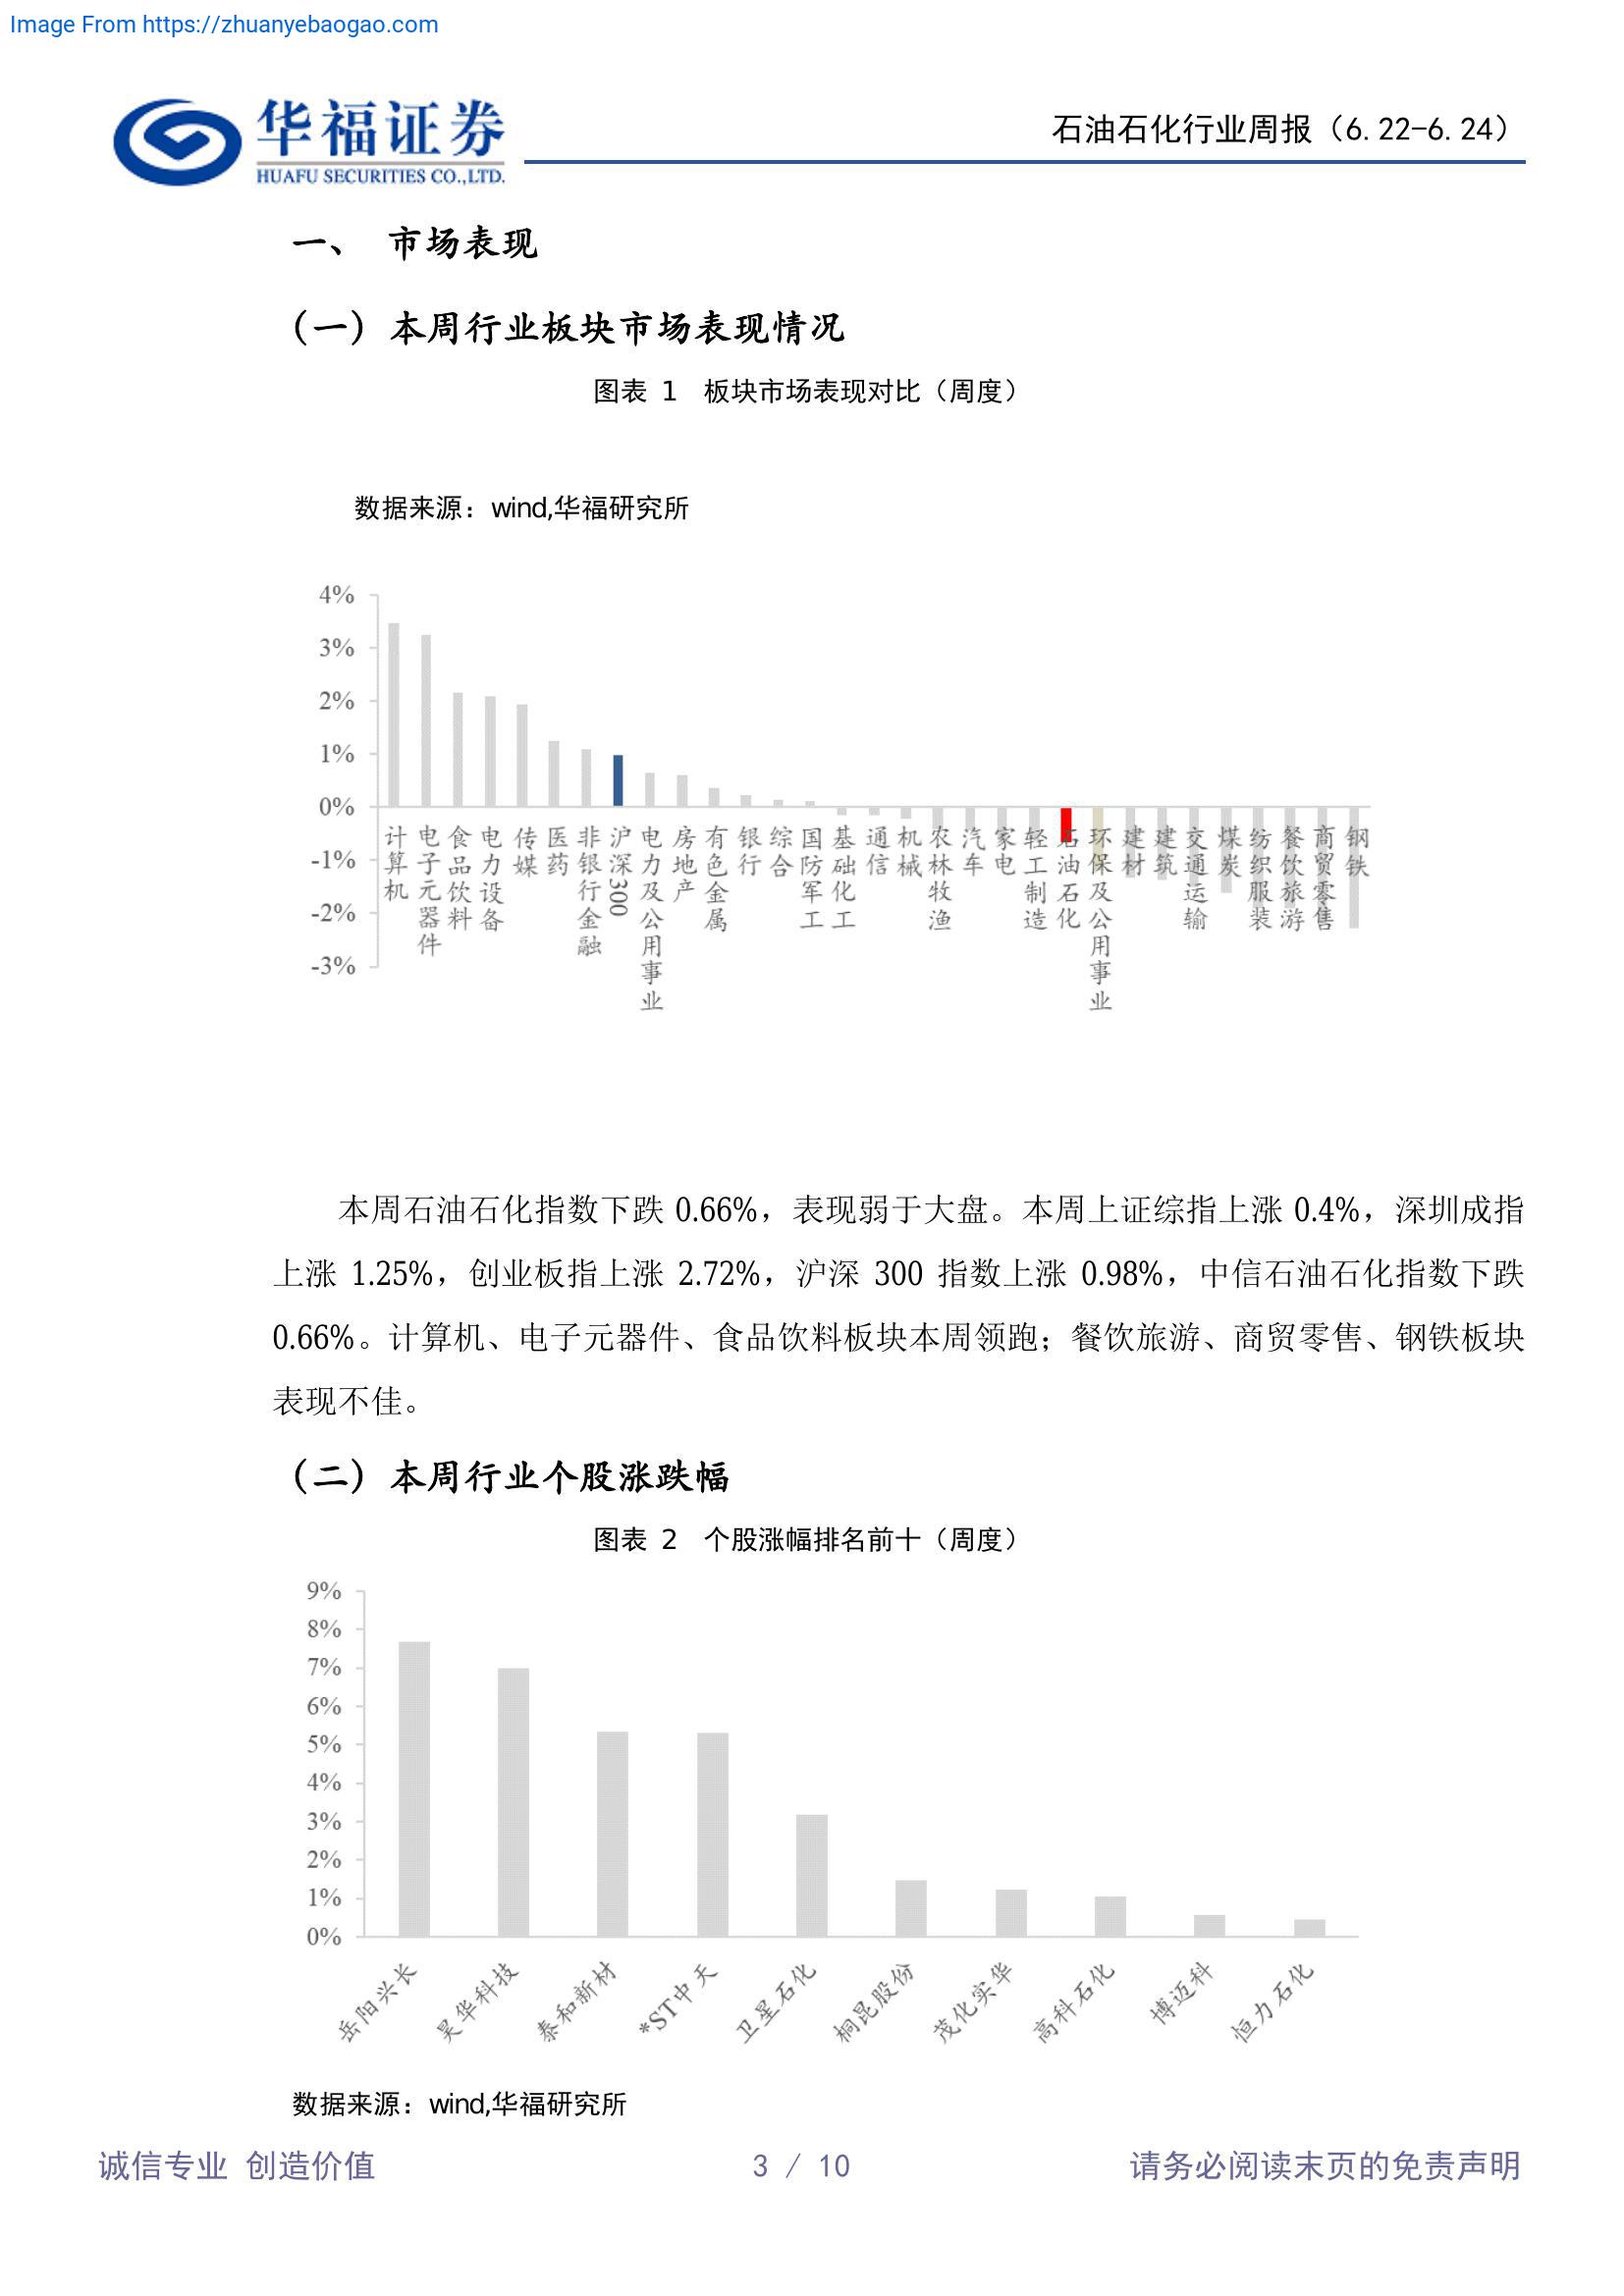 Image From https://zhuanyebaogao.com
华福证券
HUAFU SECURITIES CO.,LTD.
石油石化行业周报（6.22-6.24）
一、 市场表现
（一）本周行业板块市场表现情况
图表 1 板块市场表现对比（周度）
数据来源：wind,华福研究所
4%
3%
2%
1%
0%
-1%
-2%
-3%
计算机
电子元器件
食品饮料
电力设备
传媒
医药
非银行金融
沪深300
电力及公用事业
房地产
有色金属
银行
综合
国防军工
基础化工
通信
机械
农林牧渔
汽车
家电
轻工制造
石油石化
环保及公用事业
建材
建筑
交通运输
煤炭
纺织服装
餐饮旅游
商贸零售
钢铁
本周石油石化指数下跌 0.66%，表现弱于大盘。本周上证综指上涨 0.4%，深圳成指
上涨 1.25%，创业板指上涨 2.72%，沪深 300 指数上涨 0.98%，中信石油石化指数下跌
0.66%。计算机、电子元器件、食品饮料板块本周领跑；餐饮旅游、商贸零售、钢铁板块
表现不佳。
（二）本周行业个股涨跌幅
图表 2 个股涨幅排名前十（周度）
9%
8%
7%
6%
5%
4%
3%
2%
1%
0%
岳阳兴长
昊华科技
泰和新材
*ST中天
卫星石化
桐昆股份
茂化实华
高科石化
博迈科
恒力石化
数据来源：wind,华福研究所
诚信专业 创造价值
3 / 10
请务必阅读末页的免责声明